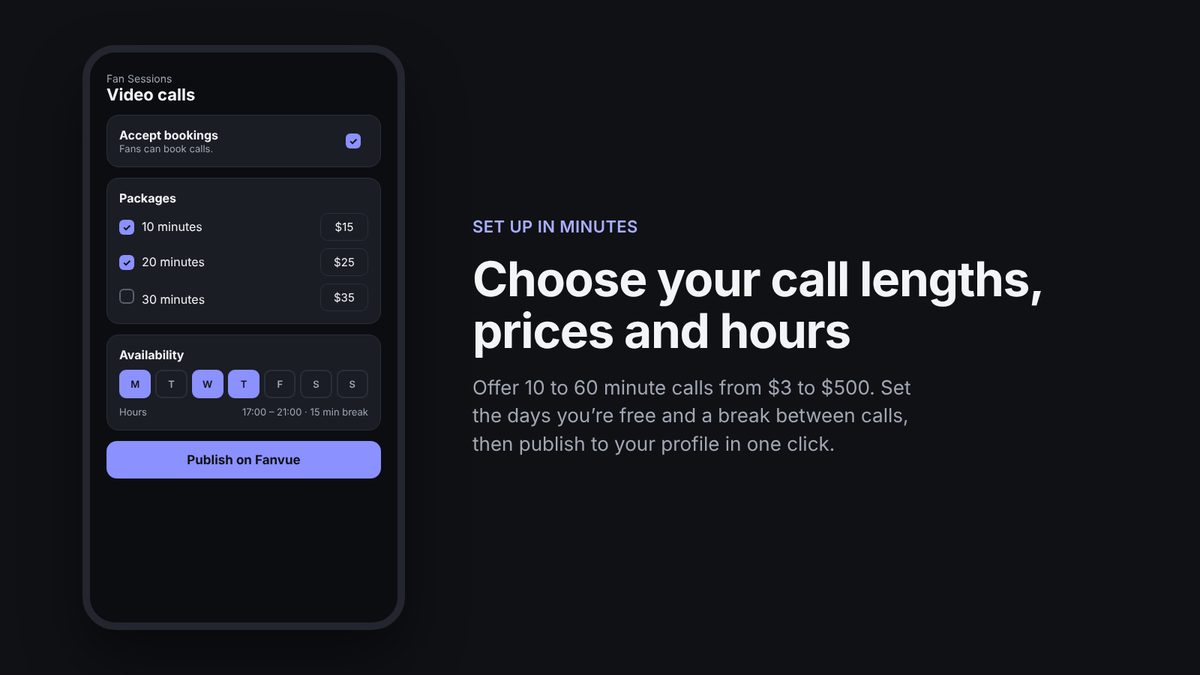 Fan Sessions
Video calls
Accept bookings
Fans can book calls.
Packages
10 minutes $15
20 minutes $25
30 minutes $35
Availability
M T W T F S S
Hours 17:00 – 21:00 · 15 min break
Publish on Fanvue
SET UP IN MINUTES
Choose your call lengths,
prices and hours
Offer 10 to 60 minute calls from $3 to $500. Set
the days you’re free and a break between calls,
then publish to your profile in one click.